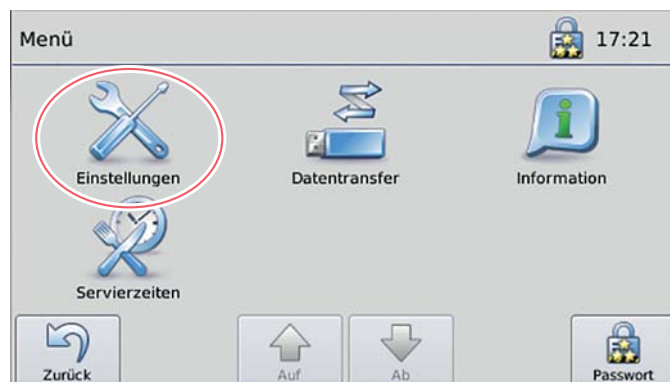 Menü 17:21
Einstellungen Datentransfer Information
Servierzeiten
Zurück Auf Ab Passwort